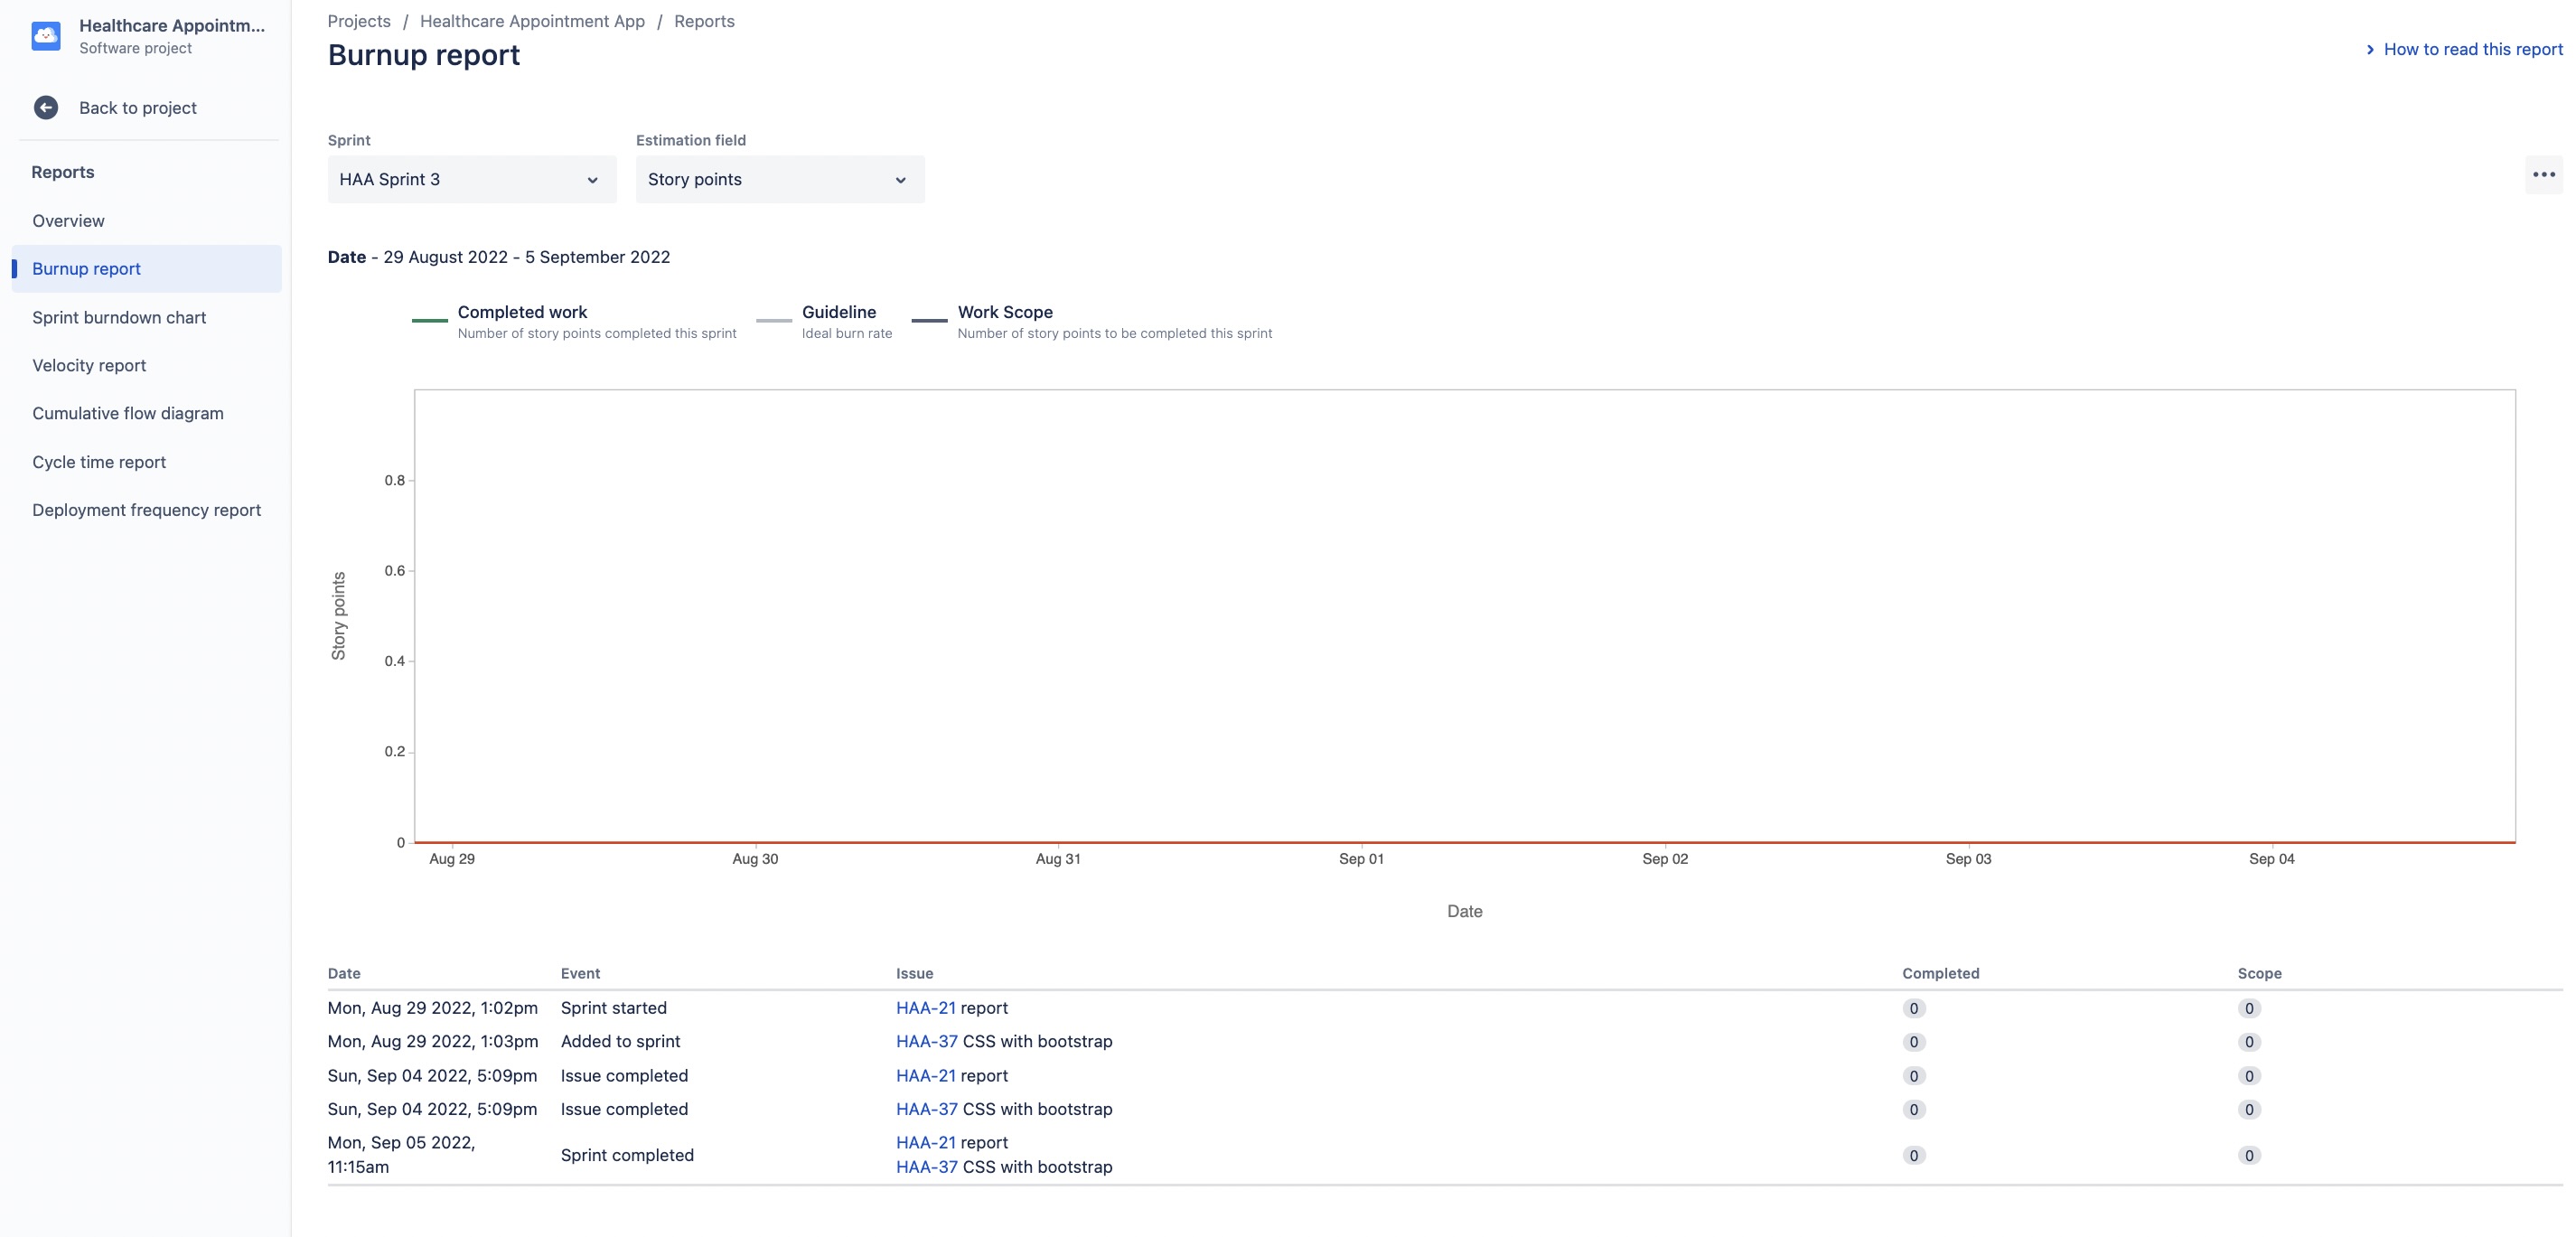 Healthcare Appointm...
Software project
Back to project
Reports
Overview
Burnup report
Sprint burndown chart
Velocity report
Cumulative flow diagram
Cycle time report
Deployment frequency report
Projects / Healthcare Appointment App / Reports
Burnup report
How to read this report
Sprint Estimation field
HAA Sprint 3 Story points
Date - 29 August 2022 - 5 September 2022
Completed work Guideline Work Scope
Number of story points completed this sprint Ideal burn rate Number of story points to be completed this sprint
0.8
0.6
0.4
0.2
0
Story points
Aug 29 Aug 30 Aug 31 Sep 01 Sep 02 Sep 03 Sep 04
Date
Date Event Issue Completed Scope
Mon, Aug 29 2022, 1:02pm Sprint started HAA-21 report 0 0
Mon, Aug 29 2022, 1:03pm Added to sprint HAA-37 CSS with bootstrap 0 0
Sun, Sep 04 2022, 5:09pm Issue completed HAA-21 report 0 0
Sun, Sep 04 2022, 5:09pm Issue completed HAA-37 CSS with bootstrap 0 0
Mon, Sep 05 2022, HAA-21 report
Sprint completed 0 0
11:15am HAA-37 CSS with bootstrap